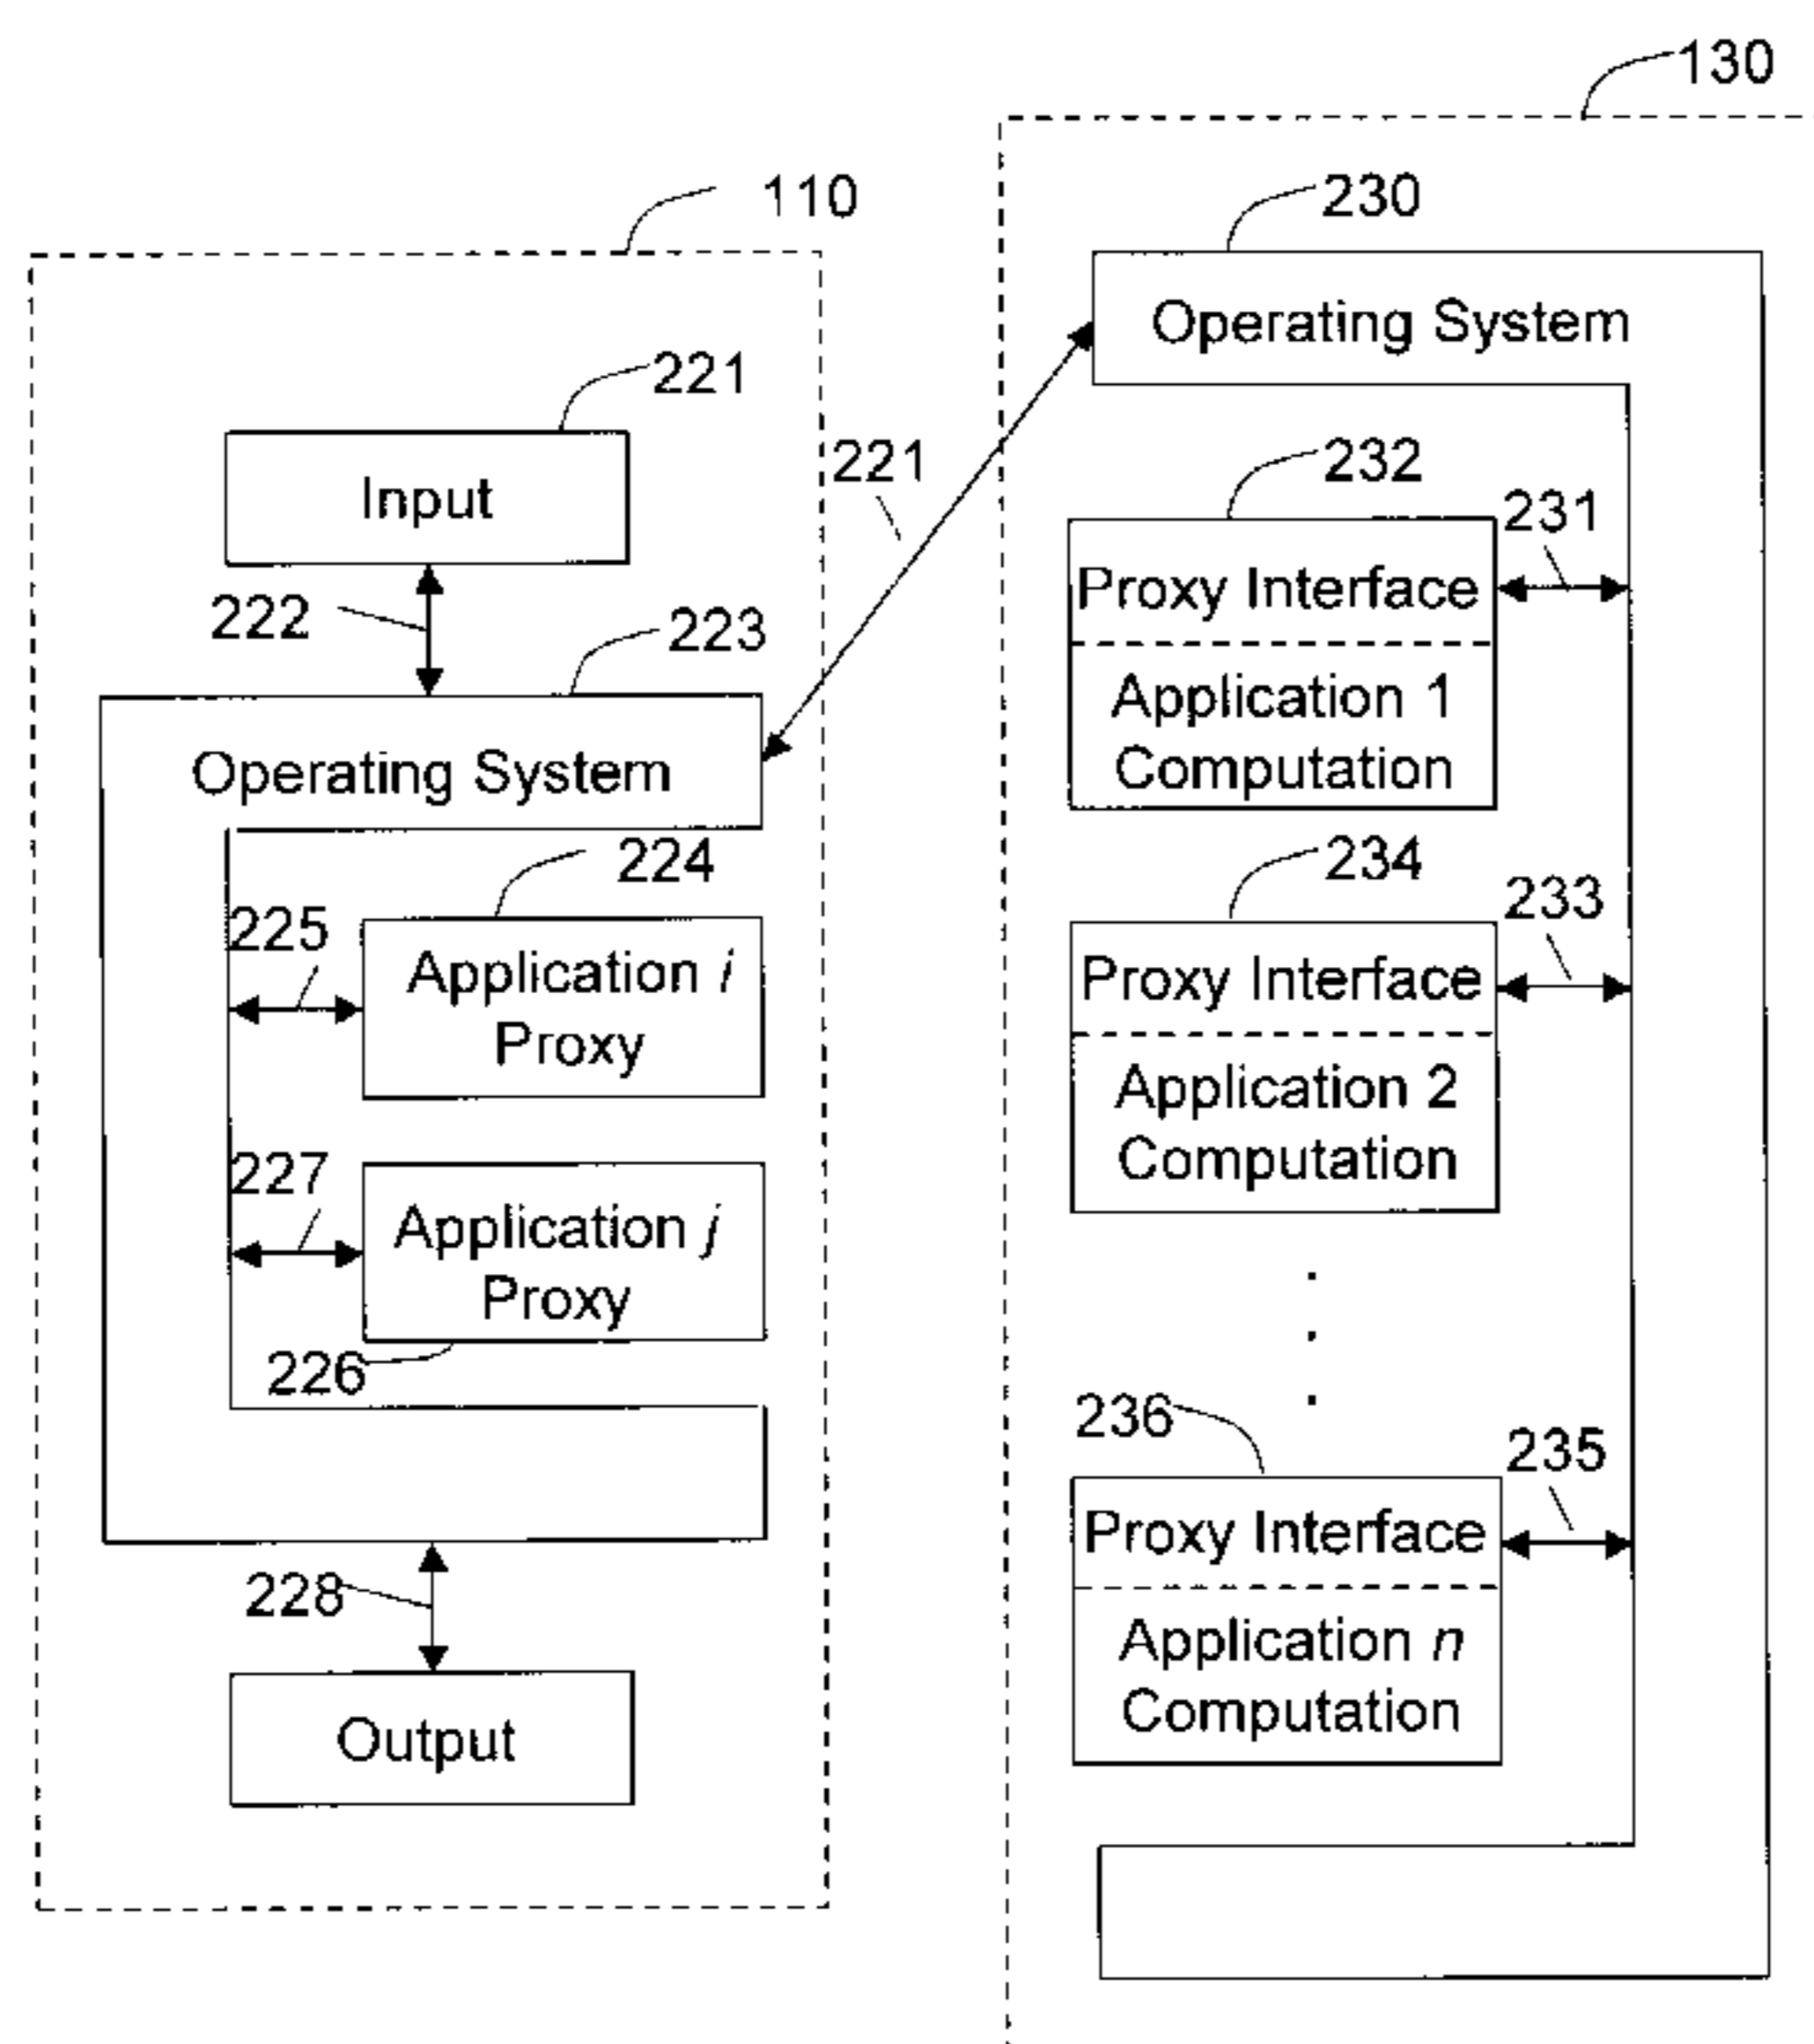 130
110
230
Operating System
221
Input
221
232
231
Proxy Interface
Application 1
Computation
222
223
Operating System
224
225
Application i
Proxy
234
233
Proxy Interface
Application 2
Computation
227
Application j
Proxy
226
236
235
Proxy Interface
Application n
Computation
228
Output